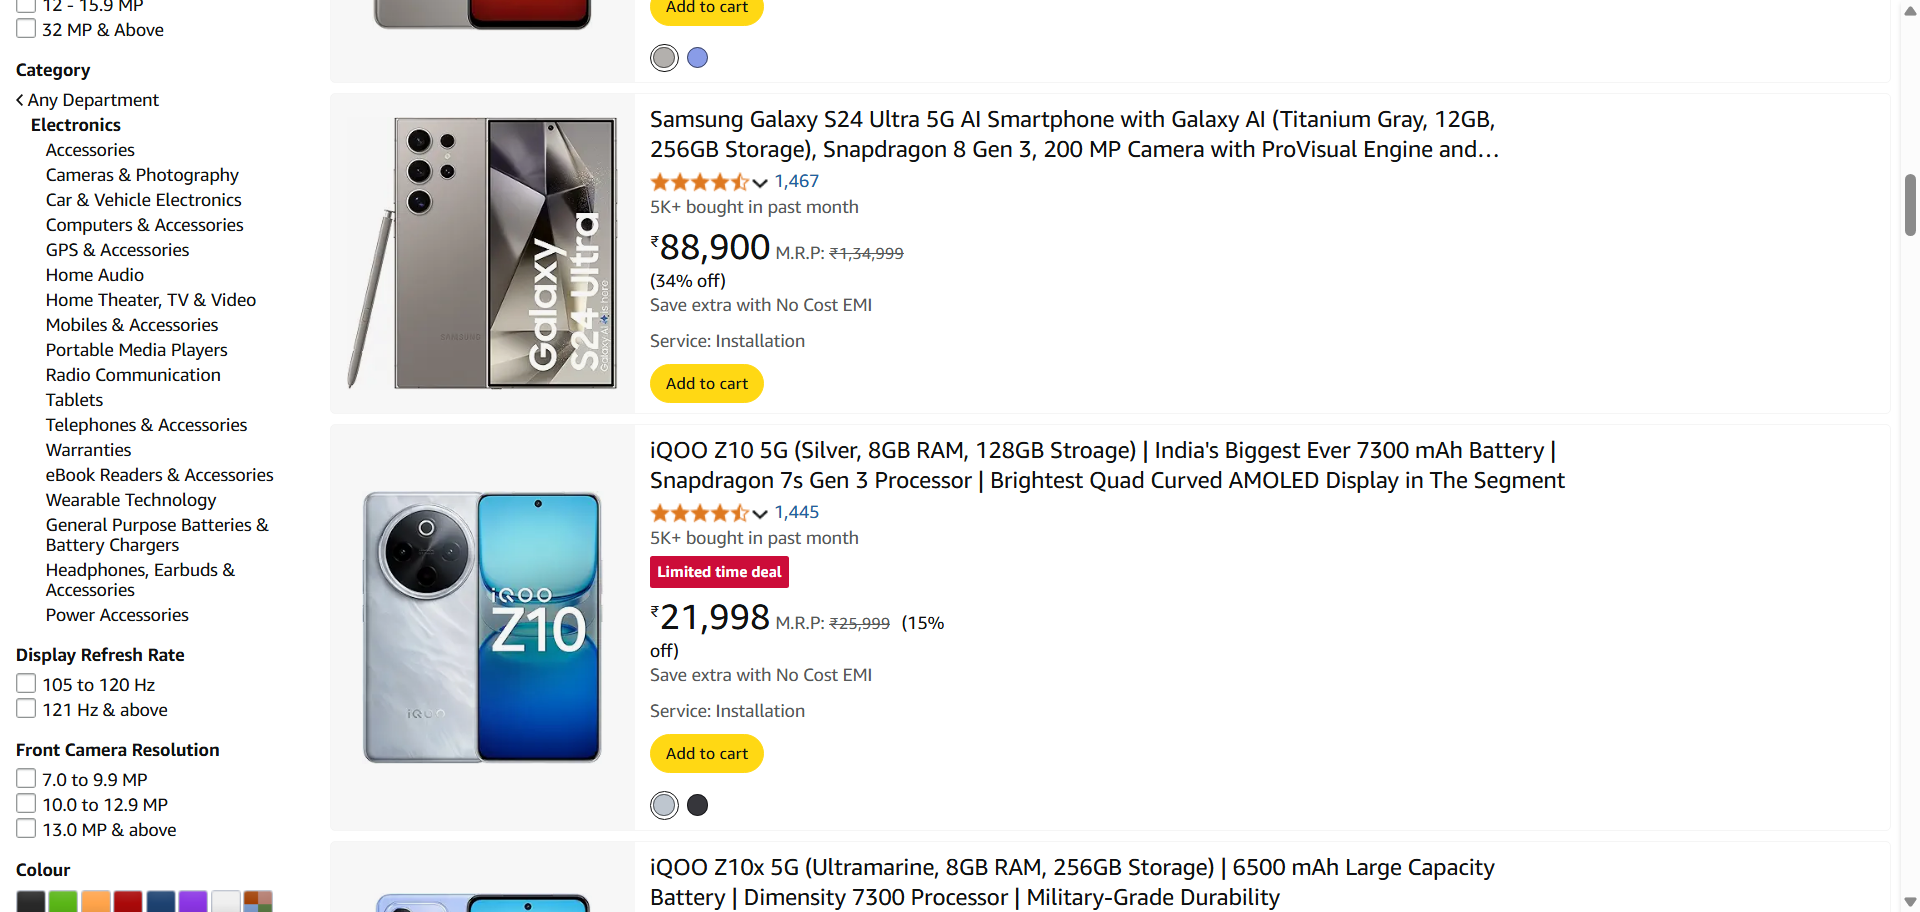 12 - 15.9 MP
32 MP & Above
Category
Any Department
Electronics
Accessories
Cameras & Photography
Car & Vehicle Electronics
Computers & Accessories
GPS & Accessories
Home Audio
Home Theater, TV & Video
Mobiles & Accessories
Portable Media Players
Radio Communication
Tablets
Telephones & Accessories
Warranties
eBook Readers & Accessories
Wearable Technology
General Purpose Batteries &
Battery Chargers
Headphones, Earbuds &
Accessories
Power Accessories
Display Refresh Rate
105 to 120 Hz
121 Hz & above
Front Camera Resolution
7.0 to 9.9 MP
10.0 to 12.9 MP
13.0 MP & above
Colour
Add to cart
Galaxy
S24 Ultra
Galaxy AI is here
SAMSUNG
Samsung Galaxy S24 Ultra 5G AI Smartphone with Galaxy AI (Titanium Gray, 12GB,
256GB Storage), Snapdragon 8 Gen 3, 200 MP Camera with ProVisual Engine and...
1,467
5K+ bought in past month
₹88,900 M.R.P: ₹1,34,999
(34% off)
Save extra with No Cost EMI
Service: Installation
Add to cart
iQOO
Z10
iQOO
iQOO Z10 5G (Silver, 8GB RAM, 128GB Stroage) | India's Biggest Ever 7300 mAh Battery |
Snapdragon 7s Gen 3 Processor | Brightest Quad Curved AMOLED Display in The Segment
1,445
5K+ bought in past month
Limited time deal
₹21,998 M.R.P: ₹25,999 (15%
off)
Save extra with No Cost EMI
Service: Installation
Add to cart
iQOO Z10x 5G (Ultramarine, 8GB RAM, 256GB Storage) | 6500 mAh Large Capacity
Battery | Dimensity 7300 Processor | Military-Grade Durability